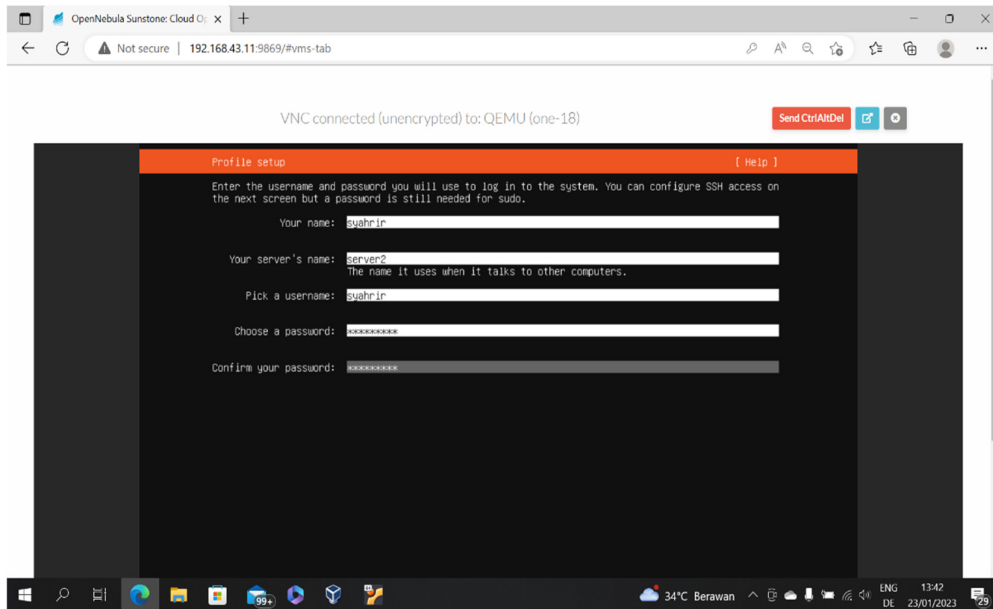 OpenNebula Sunstone: Cloud Op
Not secure | 192.168.43.11:9869/#vms-tab
VNC connected (unencrypted) to: QEMU (one-18)
Send CtrlAltDel
Profile setup [ Help ]
Enter the username and password you will use to log in to the system. You can configure SSH access on
the next screen but a password is still needed for sudo.
Your name: syahrir
Your server's name: server2
The name it uses when it talks to other computers.
Pick a username: syahrir
Choose a password: *********
Confirm your password: *********
99+
34°C Berawan
ENG
DE
13:42
23/01/2023
29